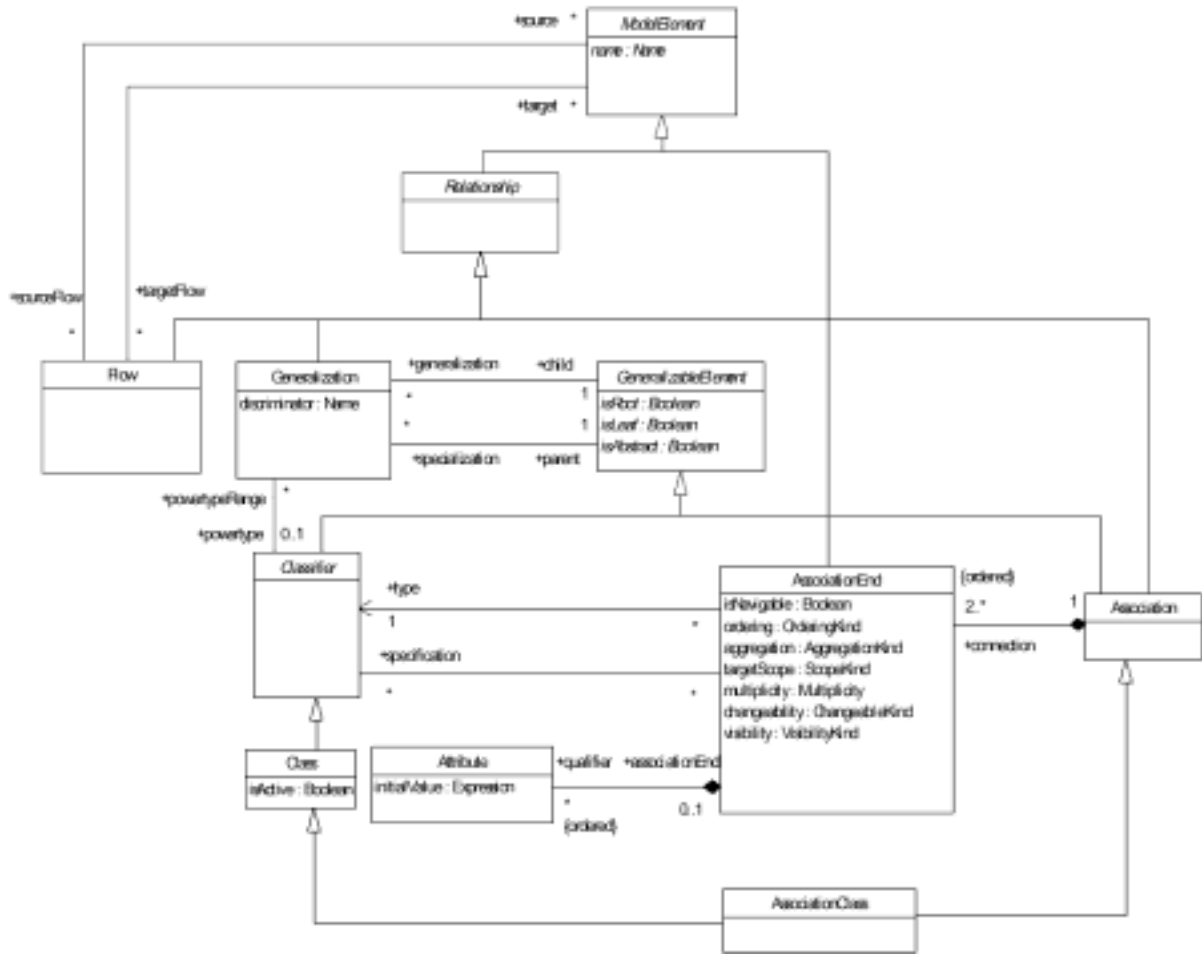 +source *
ModelElement
name : Name
+target *
Relationship
+sourceFlow
+targetFlow
* *
Flow
Generalization
discriminator : Name
+generalization +child
* 1
* 1
+specialization +parent
GeneralizableElement
isRoot : Boolean
isLeaf : Boolean
isAbstract : Boolean
+powertypeRange *
+powertype 0..1
Classifier
+type
1 *
+specification
* *
AssociationEnd
isNavigable : Boolean
ordering : OrderingKind
aggregation : AggregationKind
targetScope : ScopeKind
multiplicity : Multiplicity
changeability : ChangeableKind
visibility : VisibilityKind
{ordered}
2..* 1
+connection
Association
Class
isActive : Boolean
Attribute
initialValue : Expression
+qualifier +associationEnd
* 0..1
{ordered}
AssociationClass